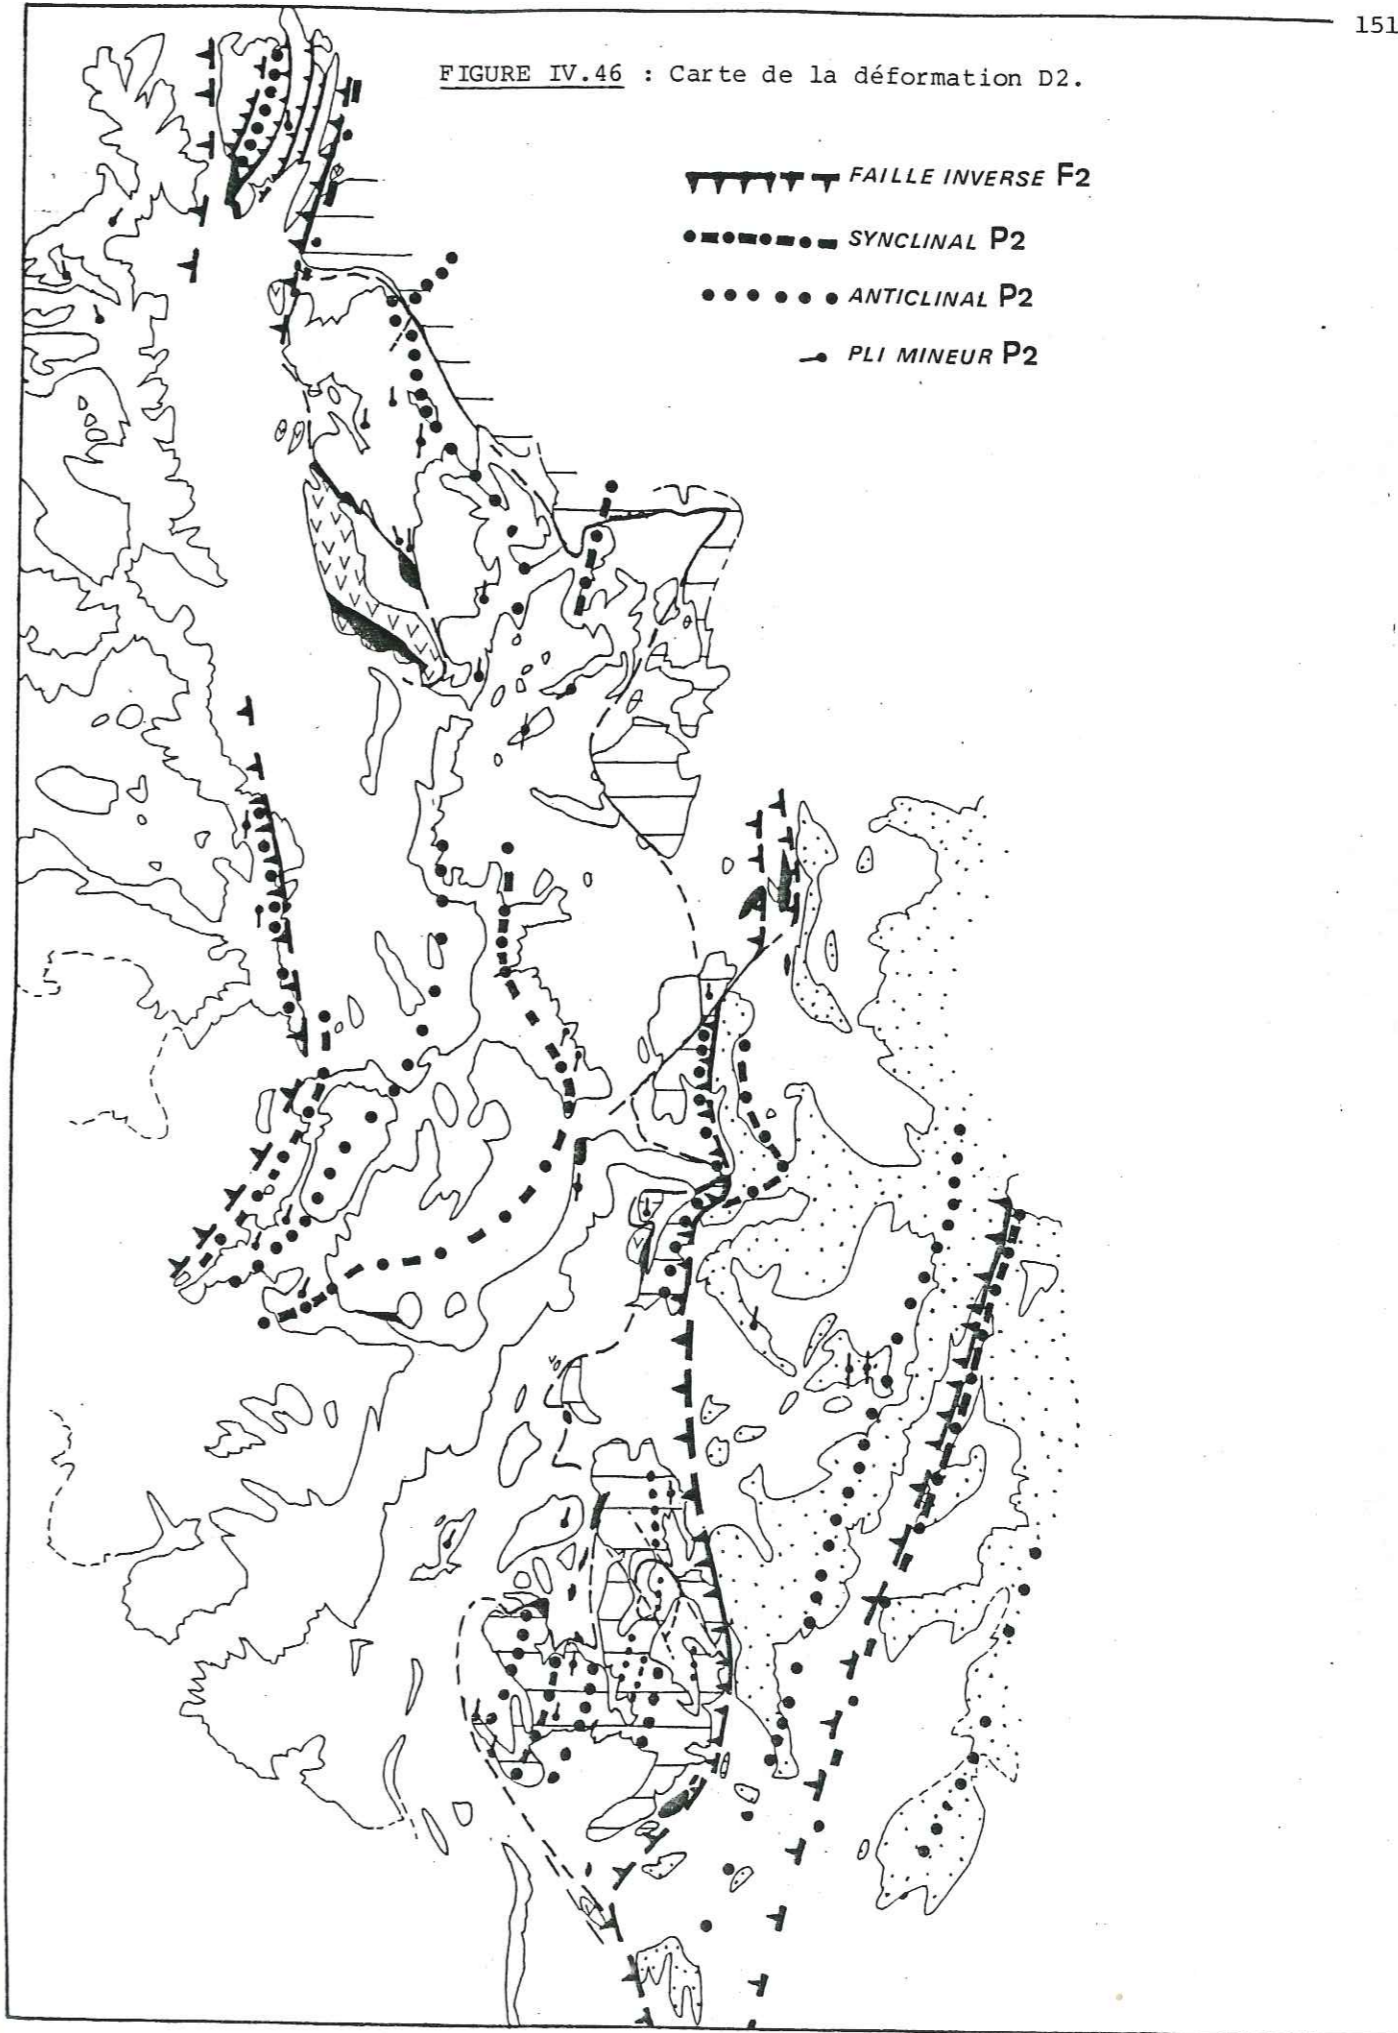 151
FIGURE IV.46 : Carte de la déformation D2.
FAILLE INVERSE F2
SYNCLINAL P2
ANTICLINAL P2
PLI MINEUR P2